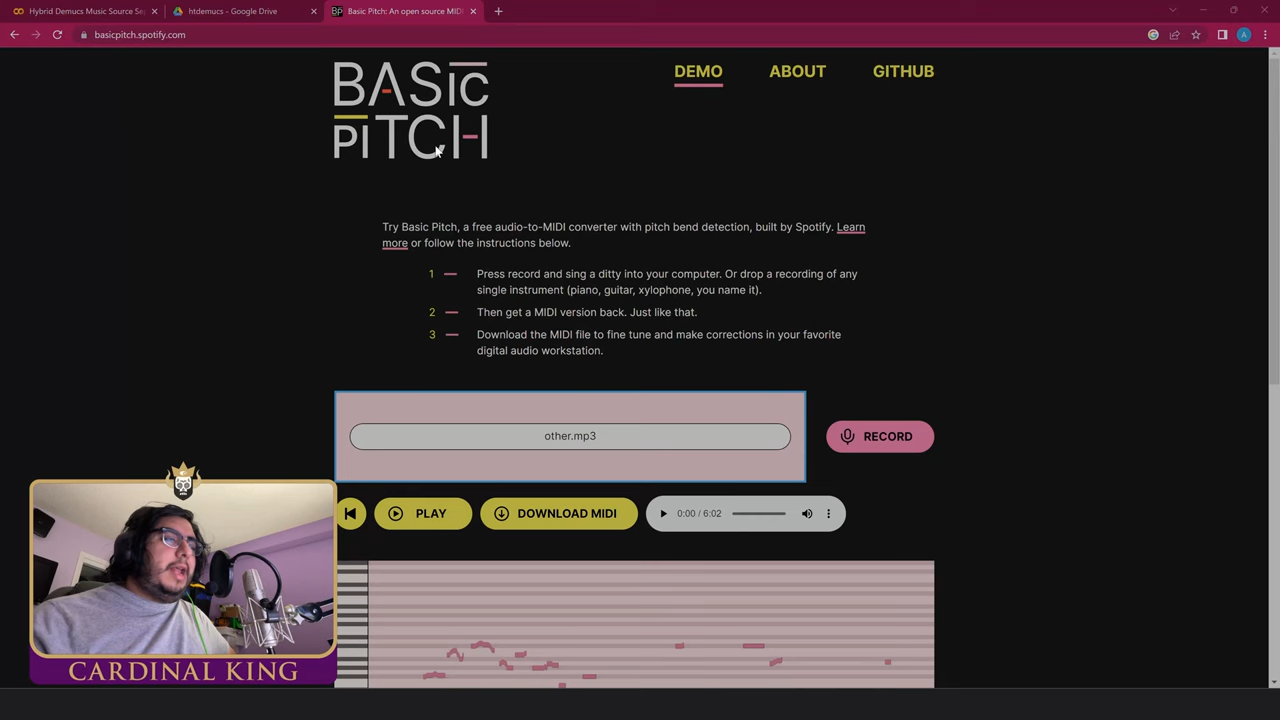 Hybrid Demucs Music Source Se
htdemucs - Google Drive
BP
Basic Pitch: An open source MIDI
basicpitch.spotify.com
A
BASic
piTCH
DEMO
ABOUT
GITHUB
Try Basic Pitch, a free audio-to-MIDI converter with pitch bend detection, built by Spotify. Learn
more or follow the instructions below.
1 Press record and sing a ditty into your computer. Or drop a recording of any
single instrument (piano, guitar, xylophone, you name it).
2 Then get a MIDI version back. Just like that.
3 Download the MIDI file to fine tune and make corrections in your favorite
digital audio workstation.
other.mp3
RECORD
PLAY
DOWNLOAD MIDI
0:00 / 6:02
CARDINAL KING